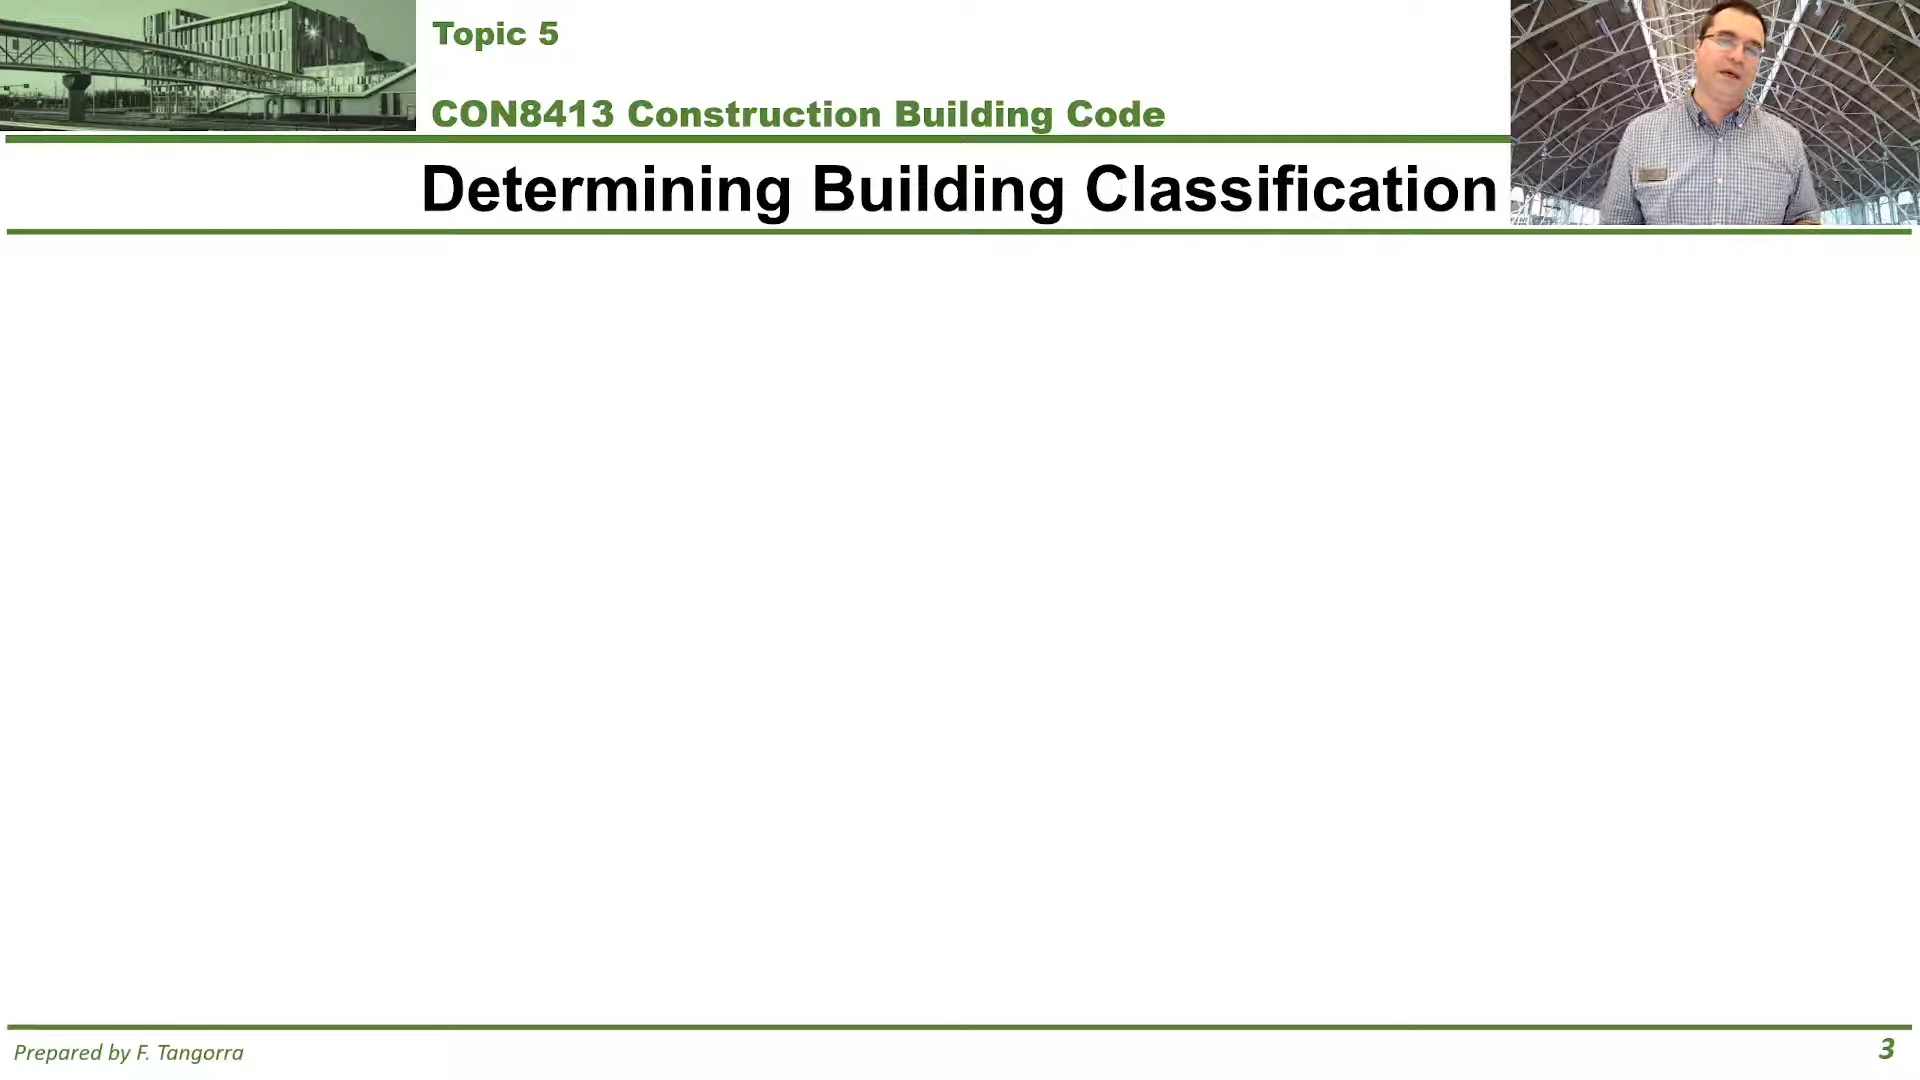 Topic 5
CON8413 Construction Building Code
Determining Building Classification
Prepared by F. Tangorra
3